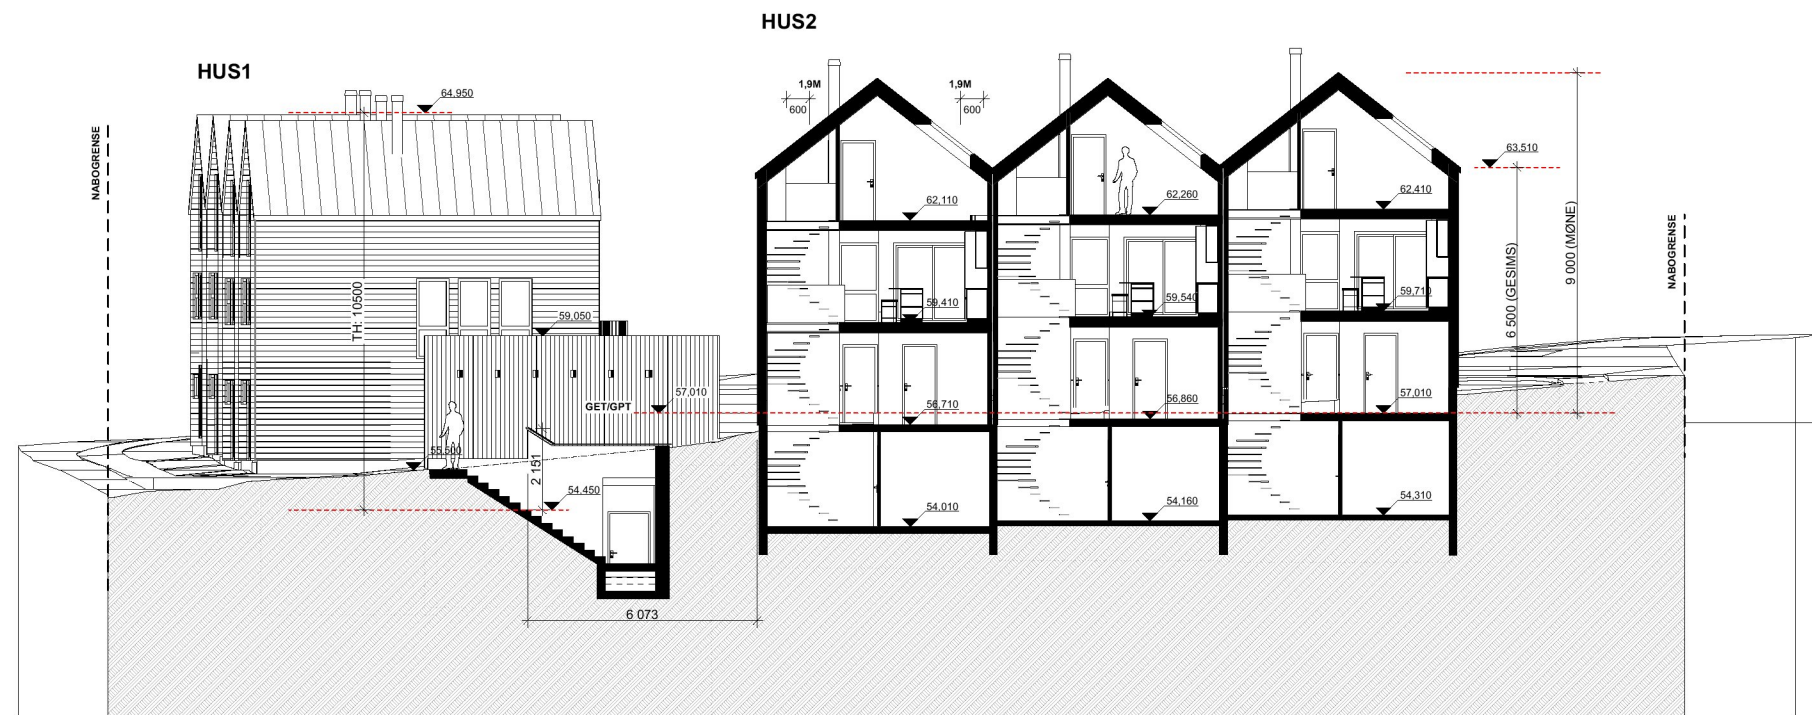 HUS2
HUS1
64,950
1,9M
600
1,9M
600
NABOGRENSE
63,510
62,110
62,260
62,410
TH: 10500
9 000 (MØNE)
6 500 (GESIMS)
NABOGRENSE
59,050
59,410
59,540
59,710
GET/GPT
57,010
56,710
56,860
57,010
55,500
2 151
54,450
54,010
54,160
54,310
6 073